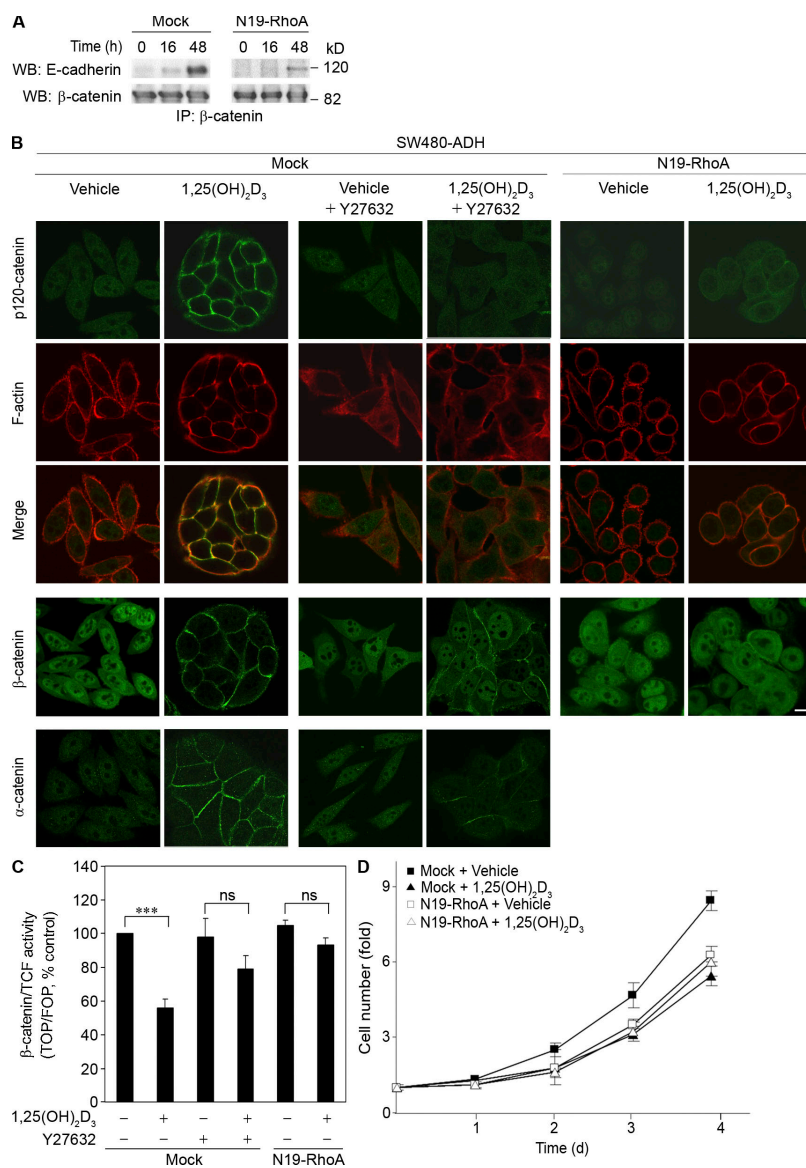 A
Mock
N19-RhoA
Time (h) 0 16 48 0 16 48 kD
WB: E-cadherin – 120
WB: β-catenin – 82
IP: β-catenin
B
SW480-ADH
Mock N19-RhoA
Vehicle 1,25(OH)₂D₃ Vehicle + Y27632 1,25(OH)₂D₃ + Y27632 Vehicle 1,25(OH)₂D₃
p120-catenin
F-actin
Merge
β-catenin
α-catenin
C
β-catenin/TCF activity
(TOP/FOP, % control)
140
120
100
80
60
40
20
0
*** ns ns
1,25(OH)₂D₃ – + – + – +
Y27632 – – + + – –
Mock N19-RhoA
D
Mock + Vehicle
Mock + 1,25(OH)₂D₃
N19-RhoA + Vehicle
N19-RhoA + 1,25(OH)₂D₃
Cell number (fold)
9
6
3
0
1 2 3 4
Time (d)